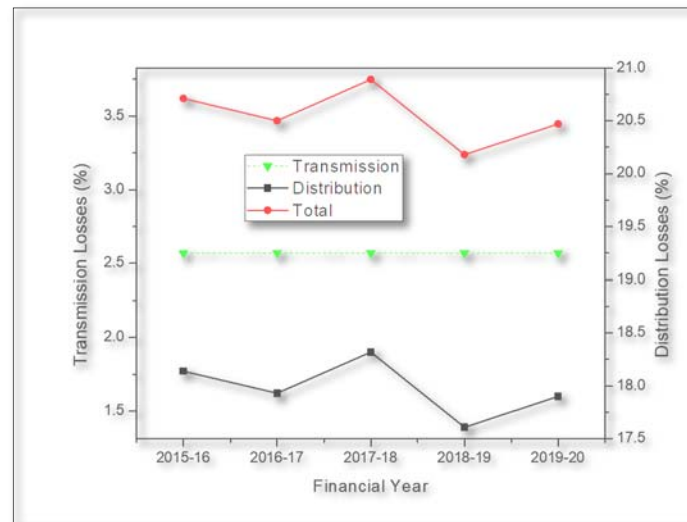 21.0
3.5
20.5
20.0
3.0
Transmission
Distribution
Total
19.5
19.0
2.5
18.5
2.0
18.0
1.5
17.5
Transmission Losses (%)
Distribution Losses (%)
2015-16 2016-17 2017-18 2018-19 2019-20
Financial Year